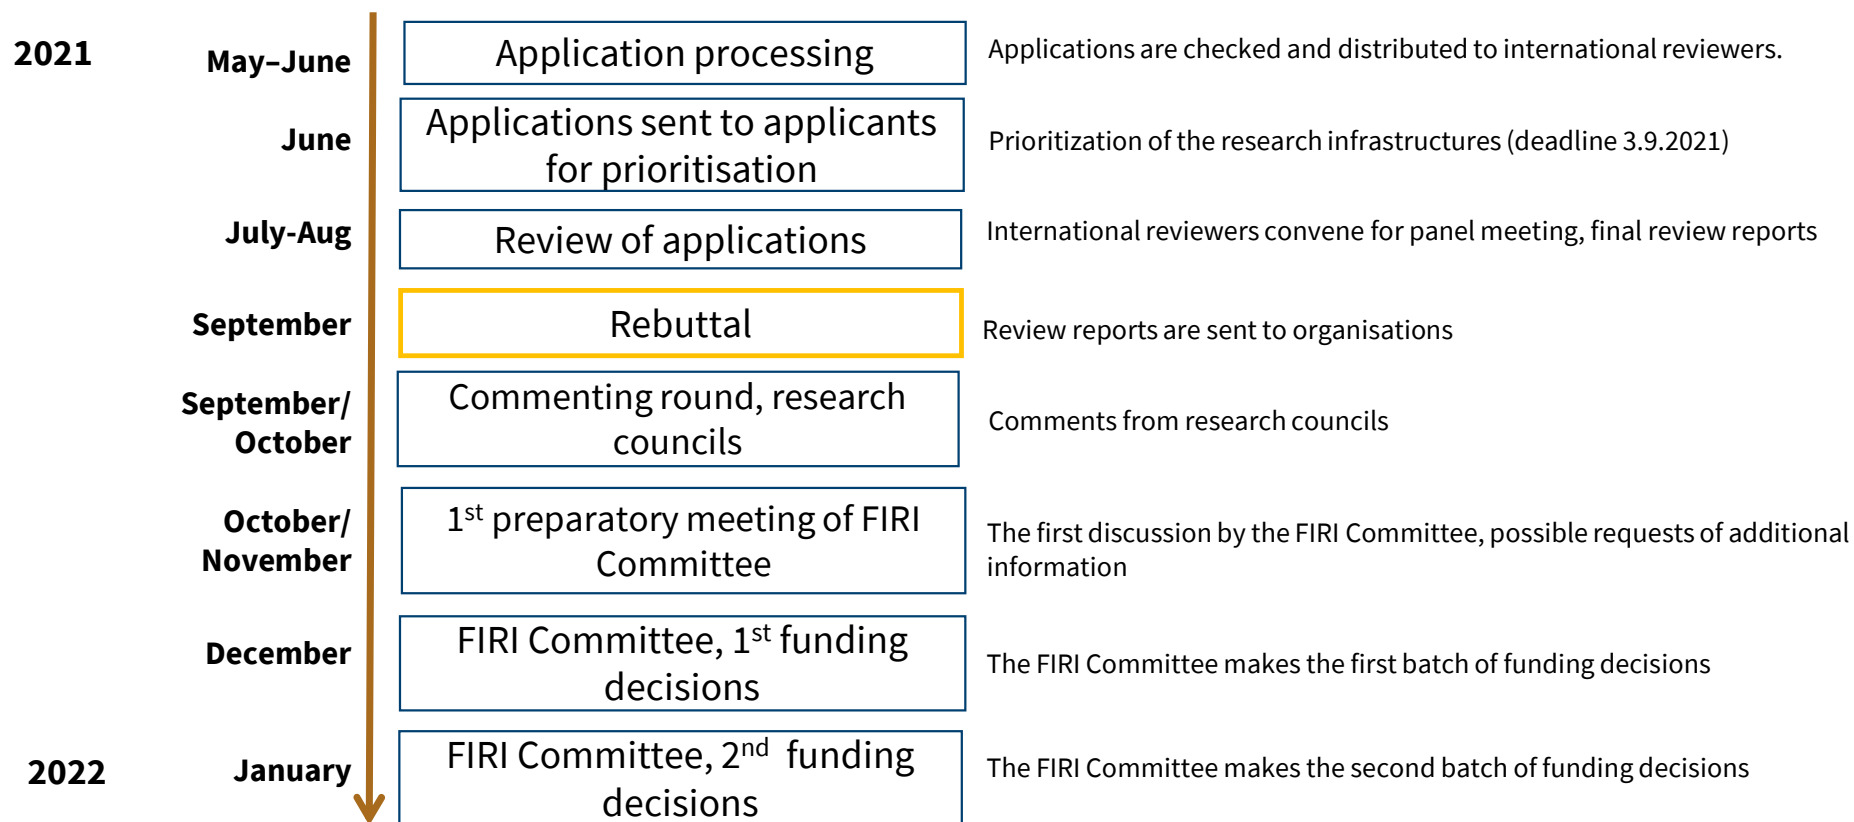 2021
May–June
Application processing
Applications are checked and distributed to international reviewers.
June
Applications sent to applicants
for prioritisation
Prioritization of the research infrastructures (deadline 3.9.2021)
July-Aug
Review of applications
International reviewers convene for panel meeting, final review reports
September
Rebuttal
Review reports are sent to organisations
September/
October
Commenting round, research
councils
Comments from research councils
October/
November
1st preparatory meeting of FIRI
Committee
The first discussion by the FIRI Committee, possible requests of additional
information
December
FIRI Committee, 1st funding
decisions
The FIRI Committee makes the first batch of funding decisions
2022
January
FIRI Committee, 2nd funding
decisions
The FIRI Committee makes the second batch of funding decisions